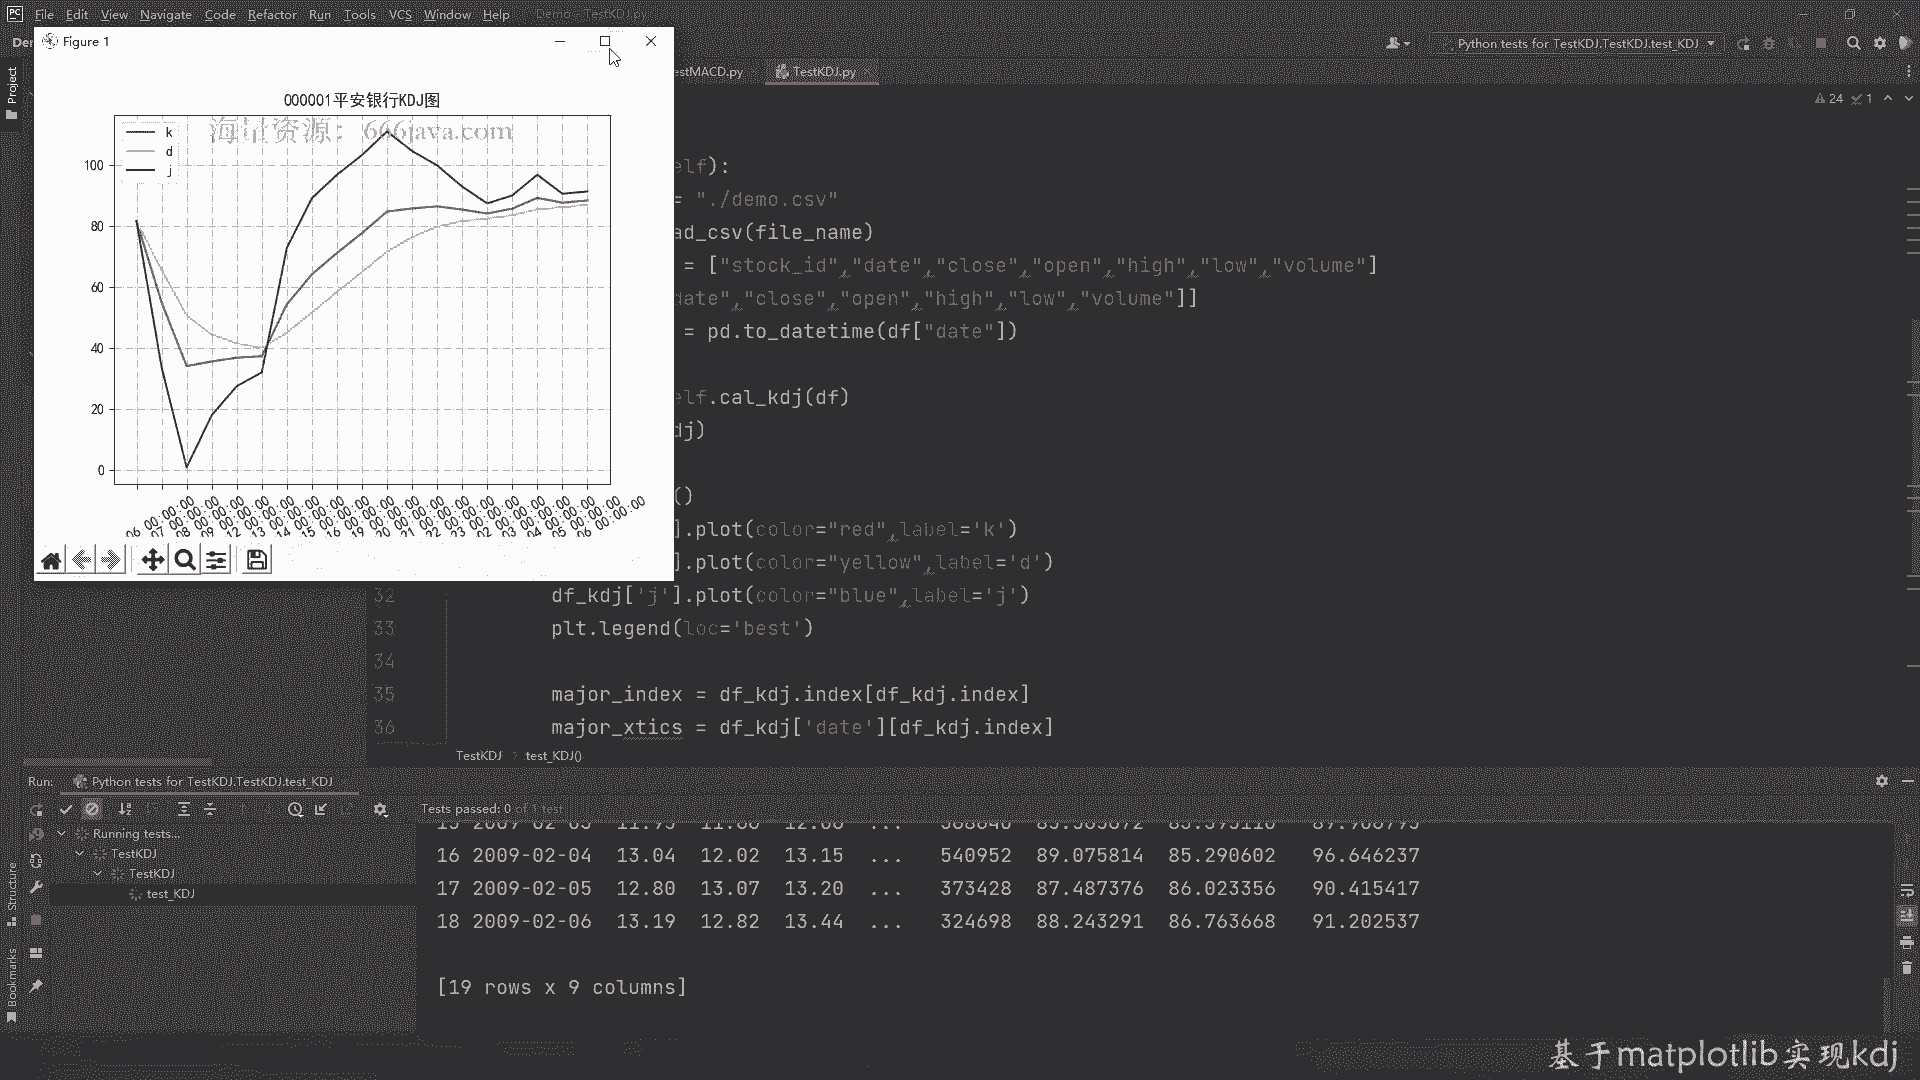 File Edit View Navigate Code Refactor Run Tools VCS Window Help Demo - TestKDJ.py
Python tests for TestKDJ.TestKDJ.test_KDJ
Figure 1
estMACD.py TestKDJ.py
Project
24 1
000001平安银行KDJ图
海量资源：666java.com
k
d
j
100
80
60
40
20
0
06 00:00:00
07 00:00:00
08 00:00:00
09 00:00:00
12 00:00:00
13 00:00:00
14 00:00:00
15 00:00:00
16 00:00:00
19 00:00:00
20 00:00:00
21 00:00:00
22 00:00:00
23 00:00:00
02 00:00:00
03 00:00:00
04 00:00:00
05 00:00:00
06 00:00:00
elf):
= "./demo.csv"
ad_csv(file_name)
= ["stock_id","date","close","open","high","low","volume"]
date","close","open","high","low","volume"]]
= pd.to_datetime(df["date"])
elf.cal_kdj(df)
dj)
()
].plot(color="red",label='k')
].plot(color="yellow",label='d')
32 df_kdj['j'].plot(color="blue",label='j')
33 plt.legend(loc='best')
34
35 major_index = df_kdj.index[df_kdj.index]
36 major_xtics = df_kdj['date'][df_kdj.index]
TestKDJ test_KDJ()
Run: Python tests for TestKDJ.TestKDJ.test_KDJ
Tests passed: 0 of 1 test
Running tests...
TestKDJ
TestKDJ
test_KDJ
Structure
Bookmarks
16 2009-02-04 13.04 12.02 13.15 ... 540952 89.075814 85.290602 96.646237
17 2009-02-05 12.80 13.07 13.20 ... 373428 87.487376 86.023356 90.415417
18 2009-02-06 13.19 12.82 13.44 ... 324698 88.243291 86.763668 91.202537
[19 rows x 9 columns]
基于matplotlib实现kdj